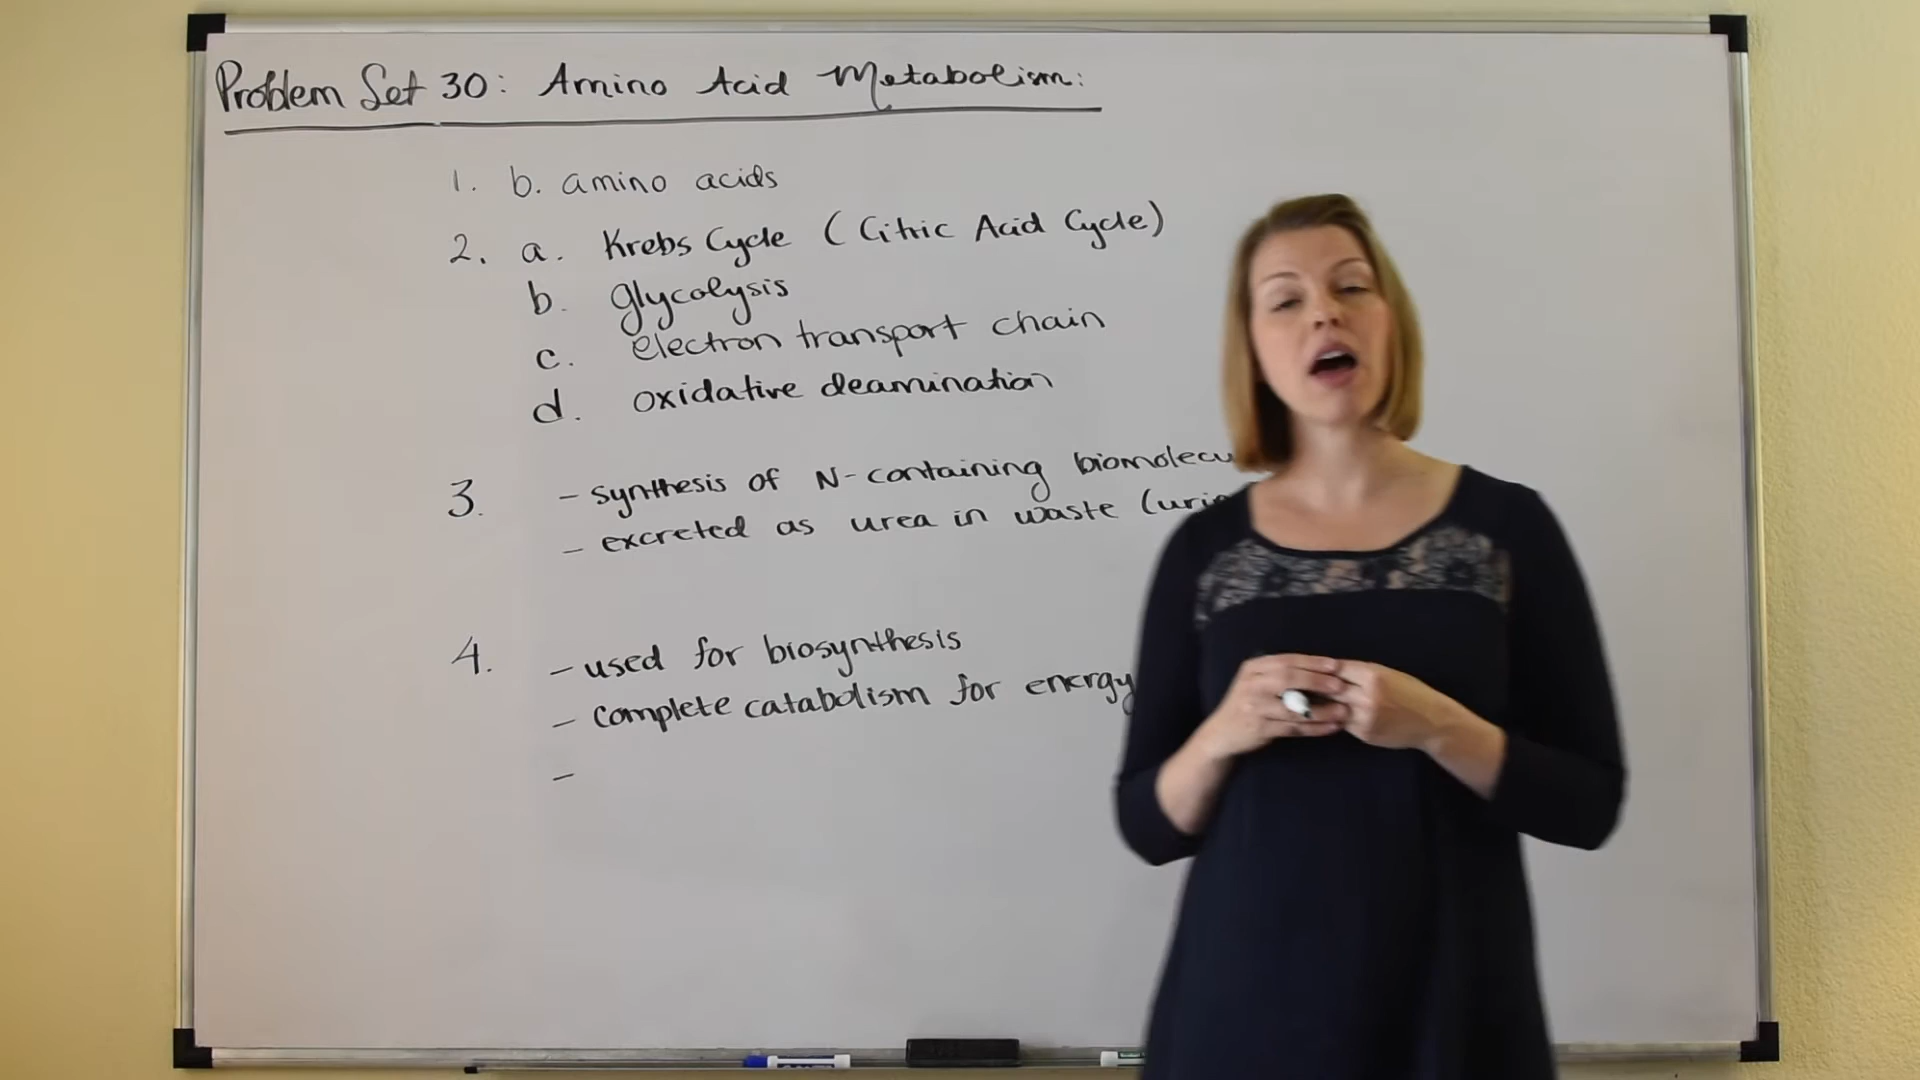 Problem Set 30: Amino Acid Metabolism:
1. b. amino acids
2. a. Krebs Cycle (Citric Acid Cycle)
b. glycolysis
c. electron transport chain
d. oxidative deamination
3. - synthesis of N-containing
- excreted as urea in waste
4. - used for biosynthesis
- complete catabolism for energy
-